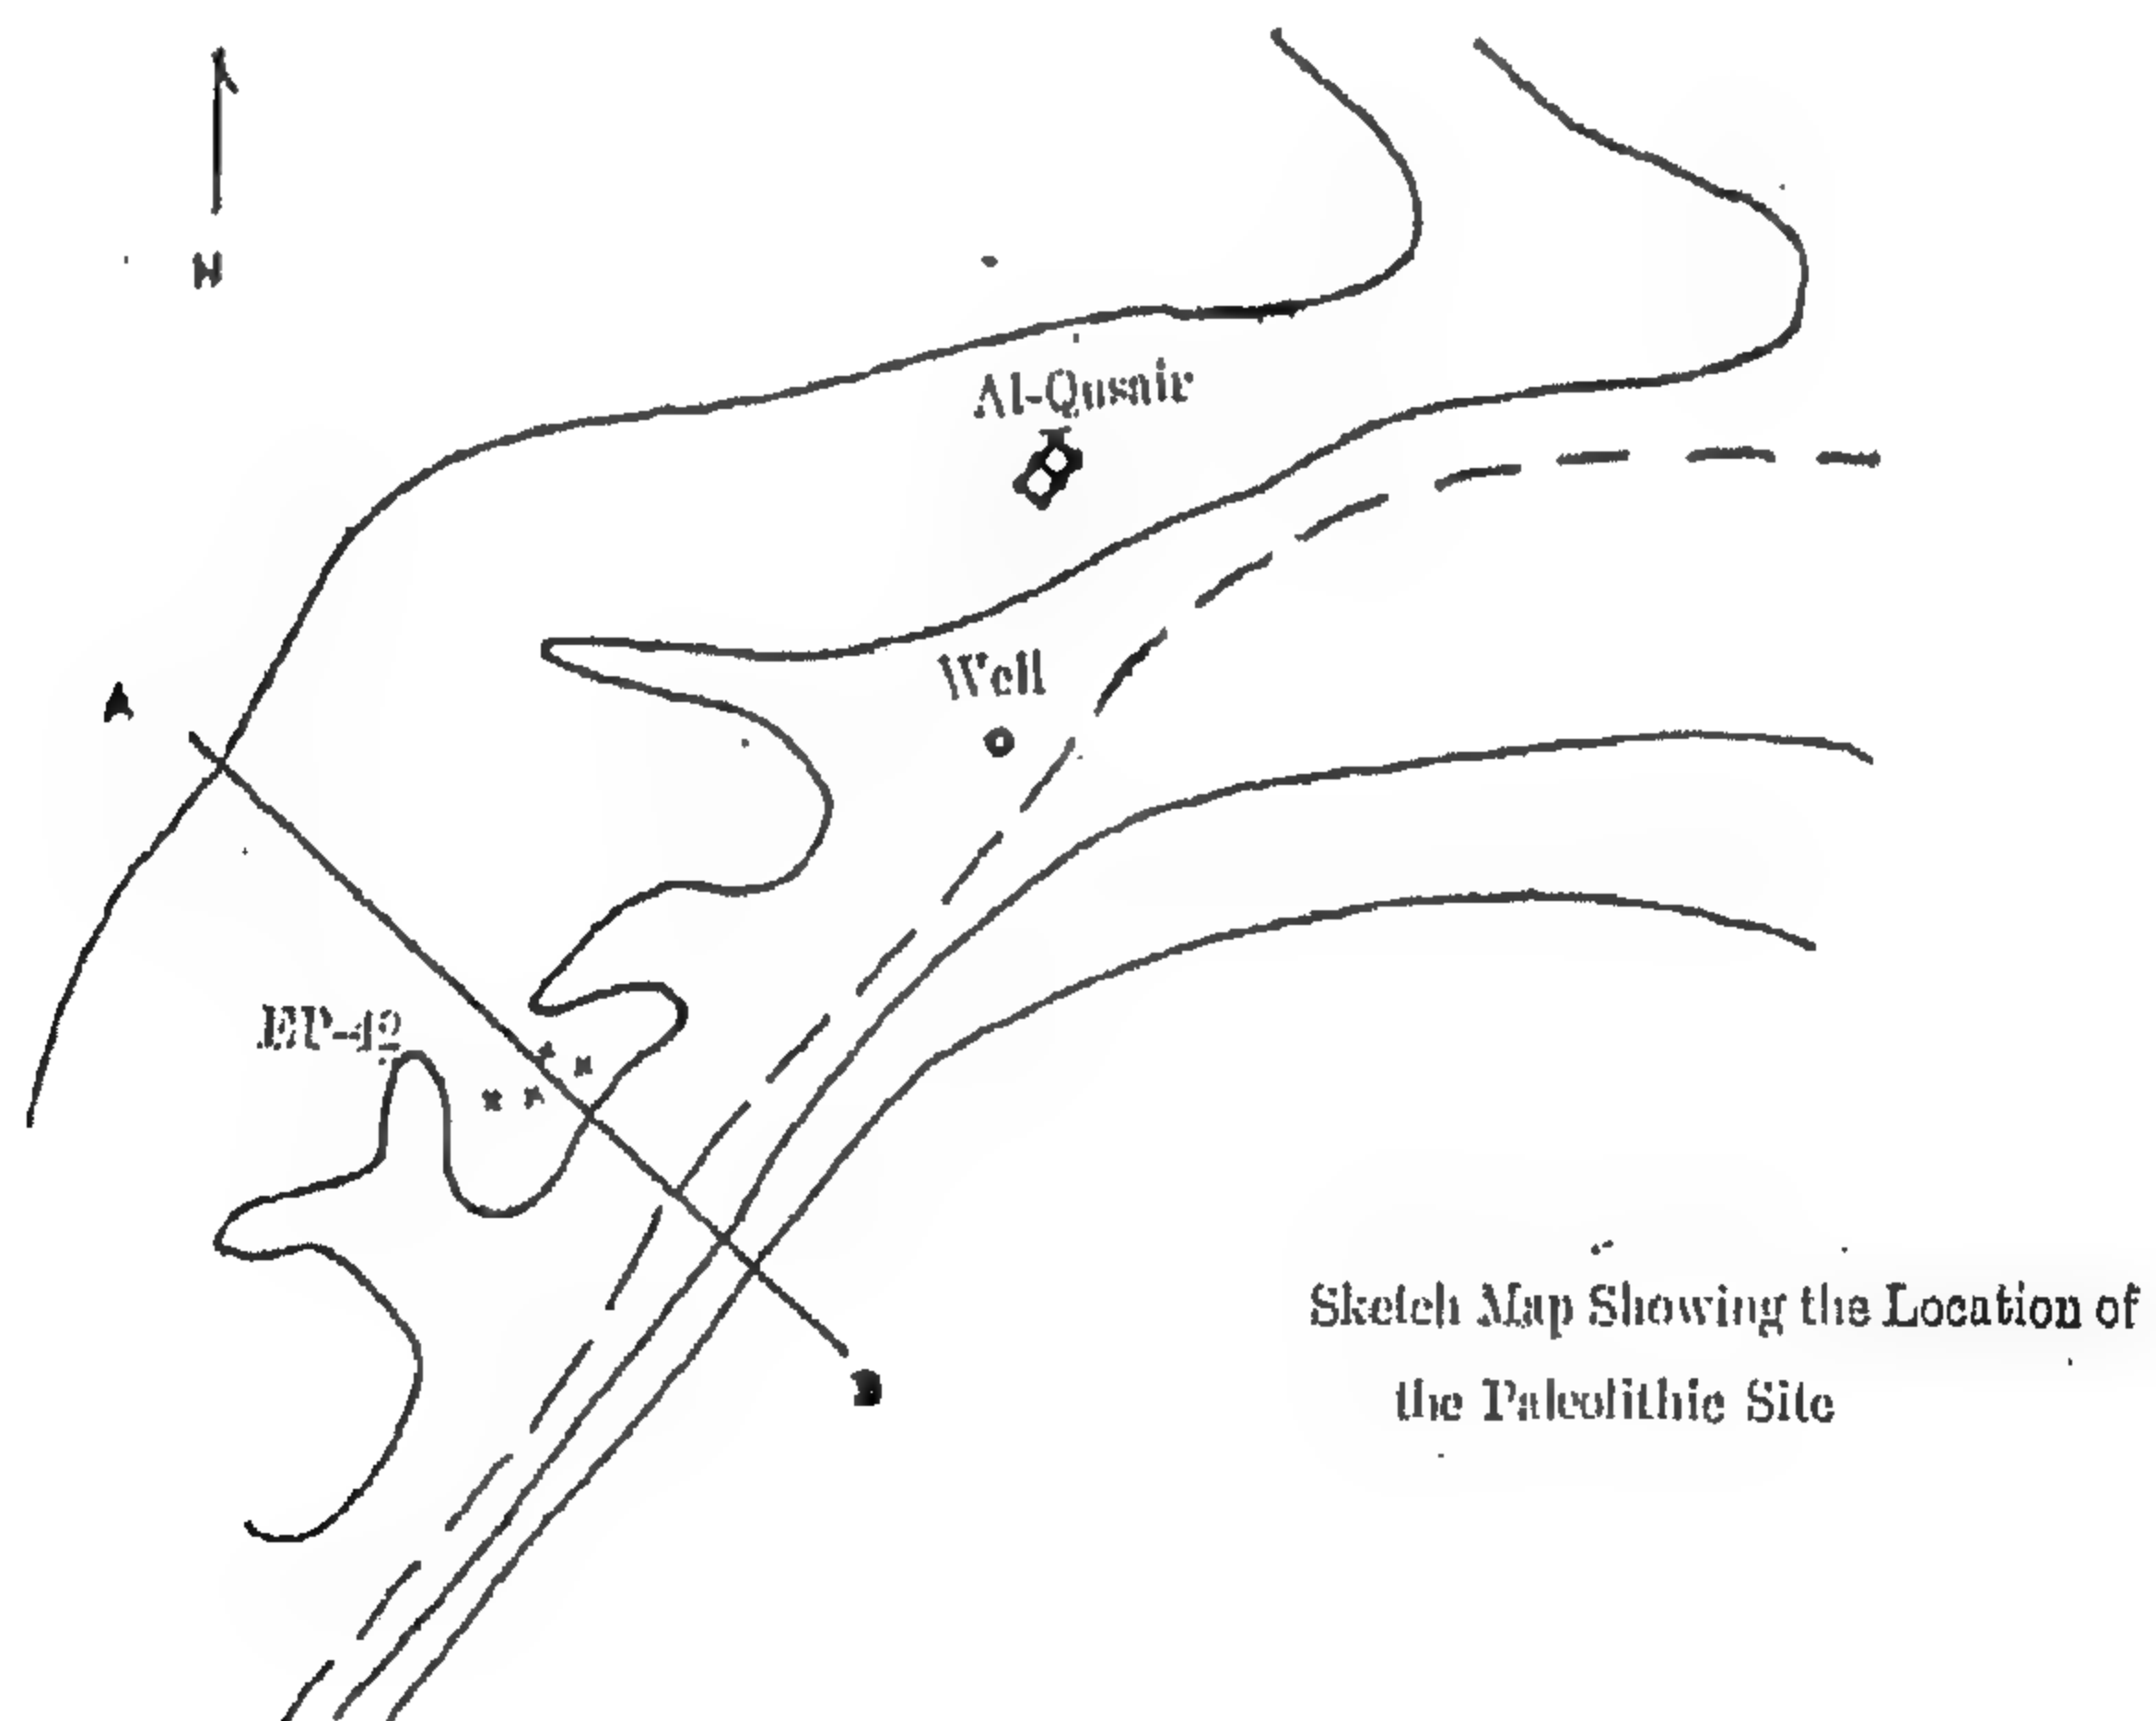 N
Al-Qusair
Well
A
EP-42
B
Sketch Map Showing the Location of
the Paleolithic Site